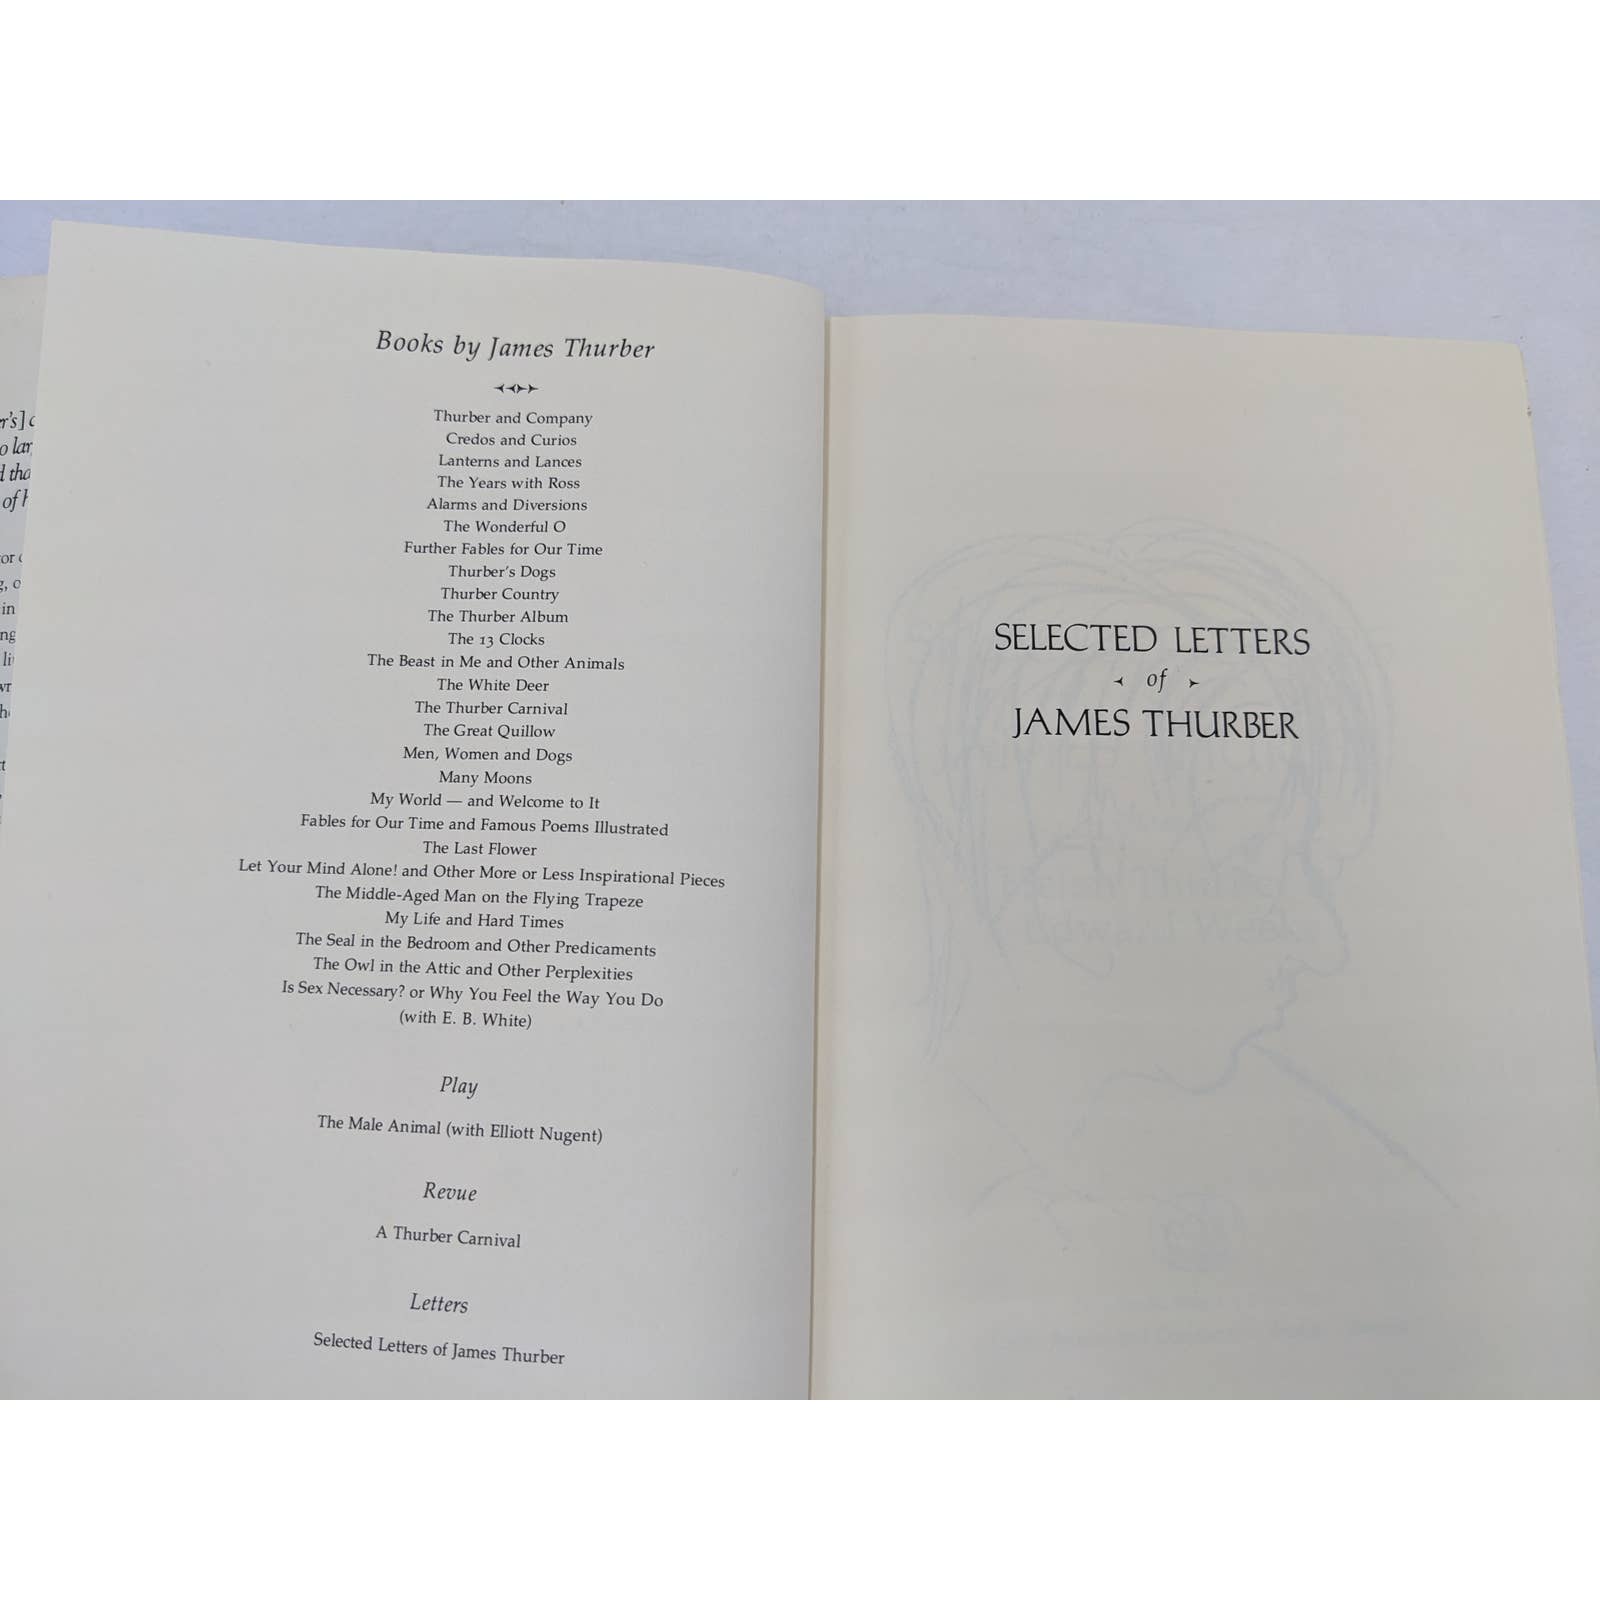 Books by James Thurber
Thurber and Company
Credos and Curios
Lanterns and Lances
The Years with Ross
Alarms and Diversions
The Wonderful O
Further Fables for Our Time
Thurber's Dogs
Thurber Country
The Thurber Album
The 13 Clocks
The Beast in Me and Other Animals
The White Deer
The Thurber Carnival
The Great Quillow
Men, Women and Dogs
Many Moons
My World — and Welcome to It
Fables for Our Time and Famous Poems Illustrated
The Last Flower
Let Your Mind Alone! and Other More or Less Inspirational Pieces
The Middle-Aged Man on the Flying Trapeze
My Life and Hard Times
The Seal in the Bedroom and Other Predicaments
The Owl in the Attic and Other Perplexities
Is Sex Necessary? or Why You Feel the Way You Do
(with E. B. White)
Play
The Male Animal (with Elliott Nugent)
Revue
A Thurber Carnival
Letters
Selected Letters of James Thurber
SELECTED LETTERS
of
JAMES THURBER